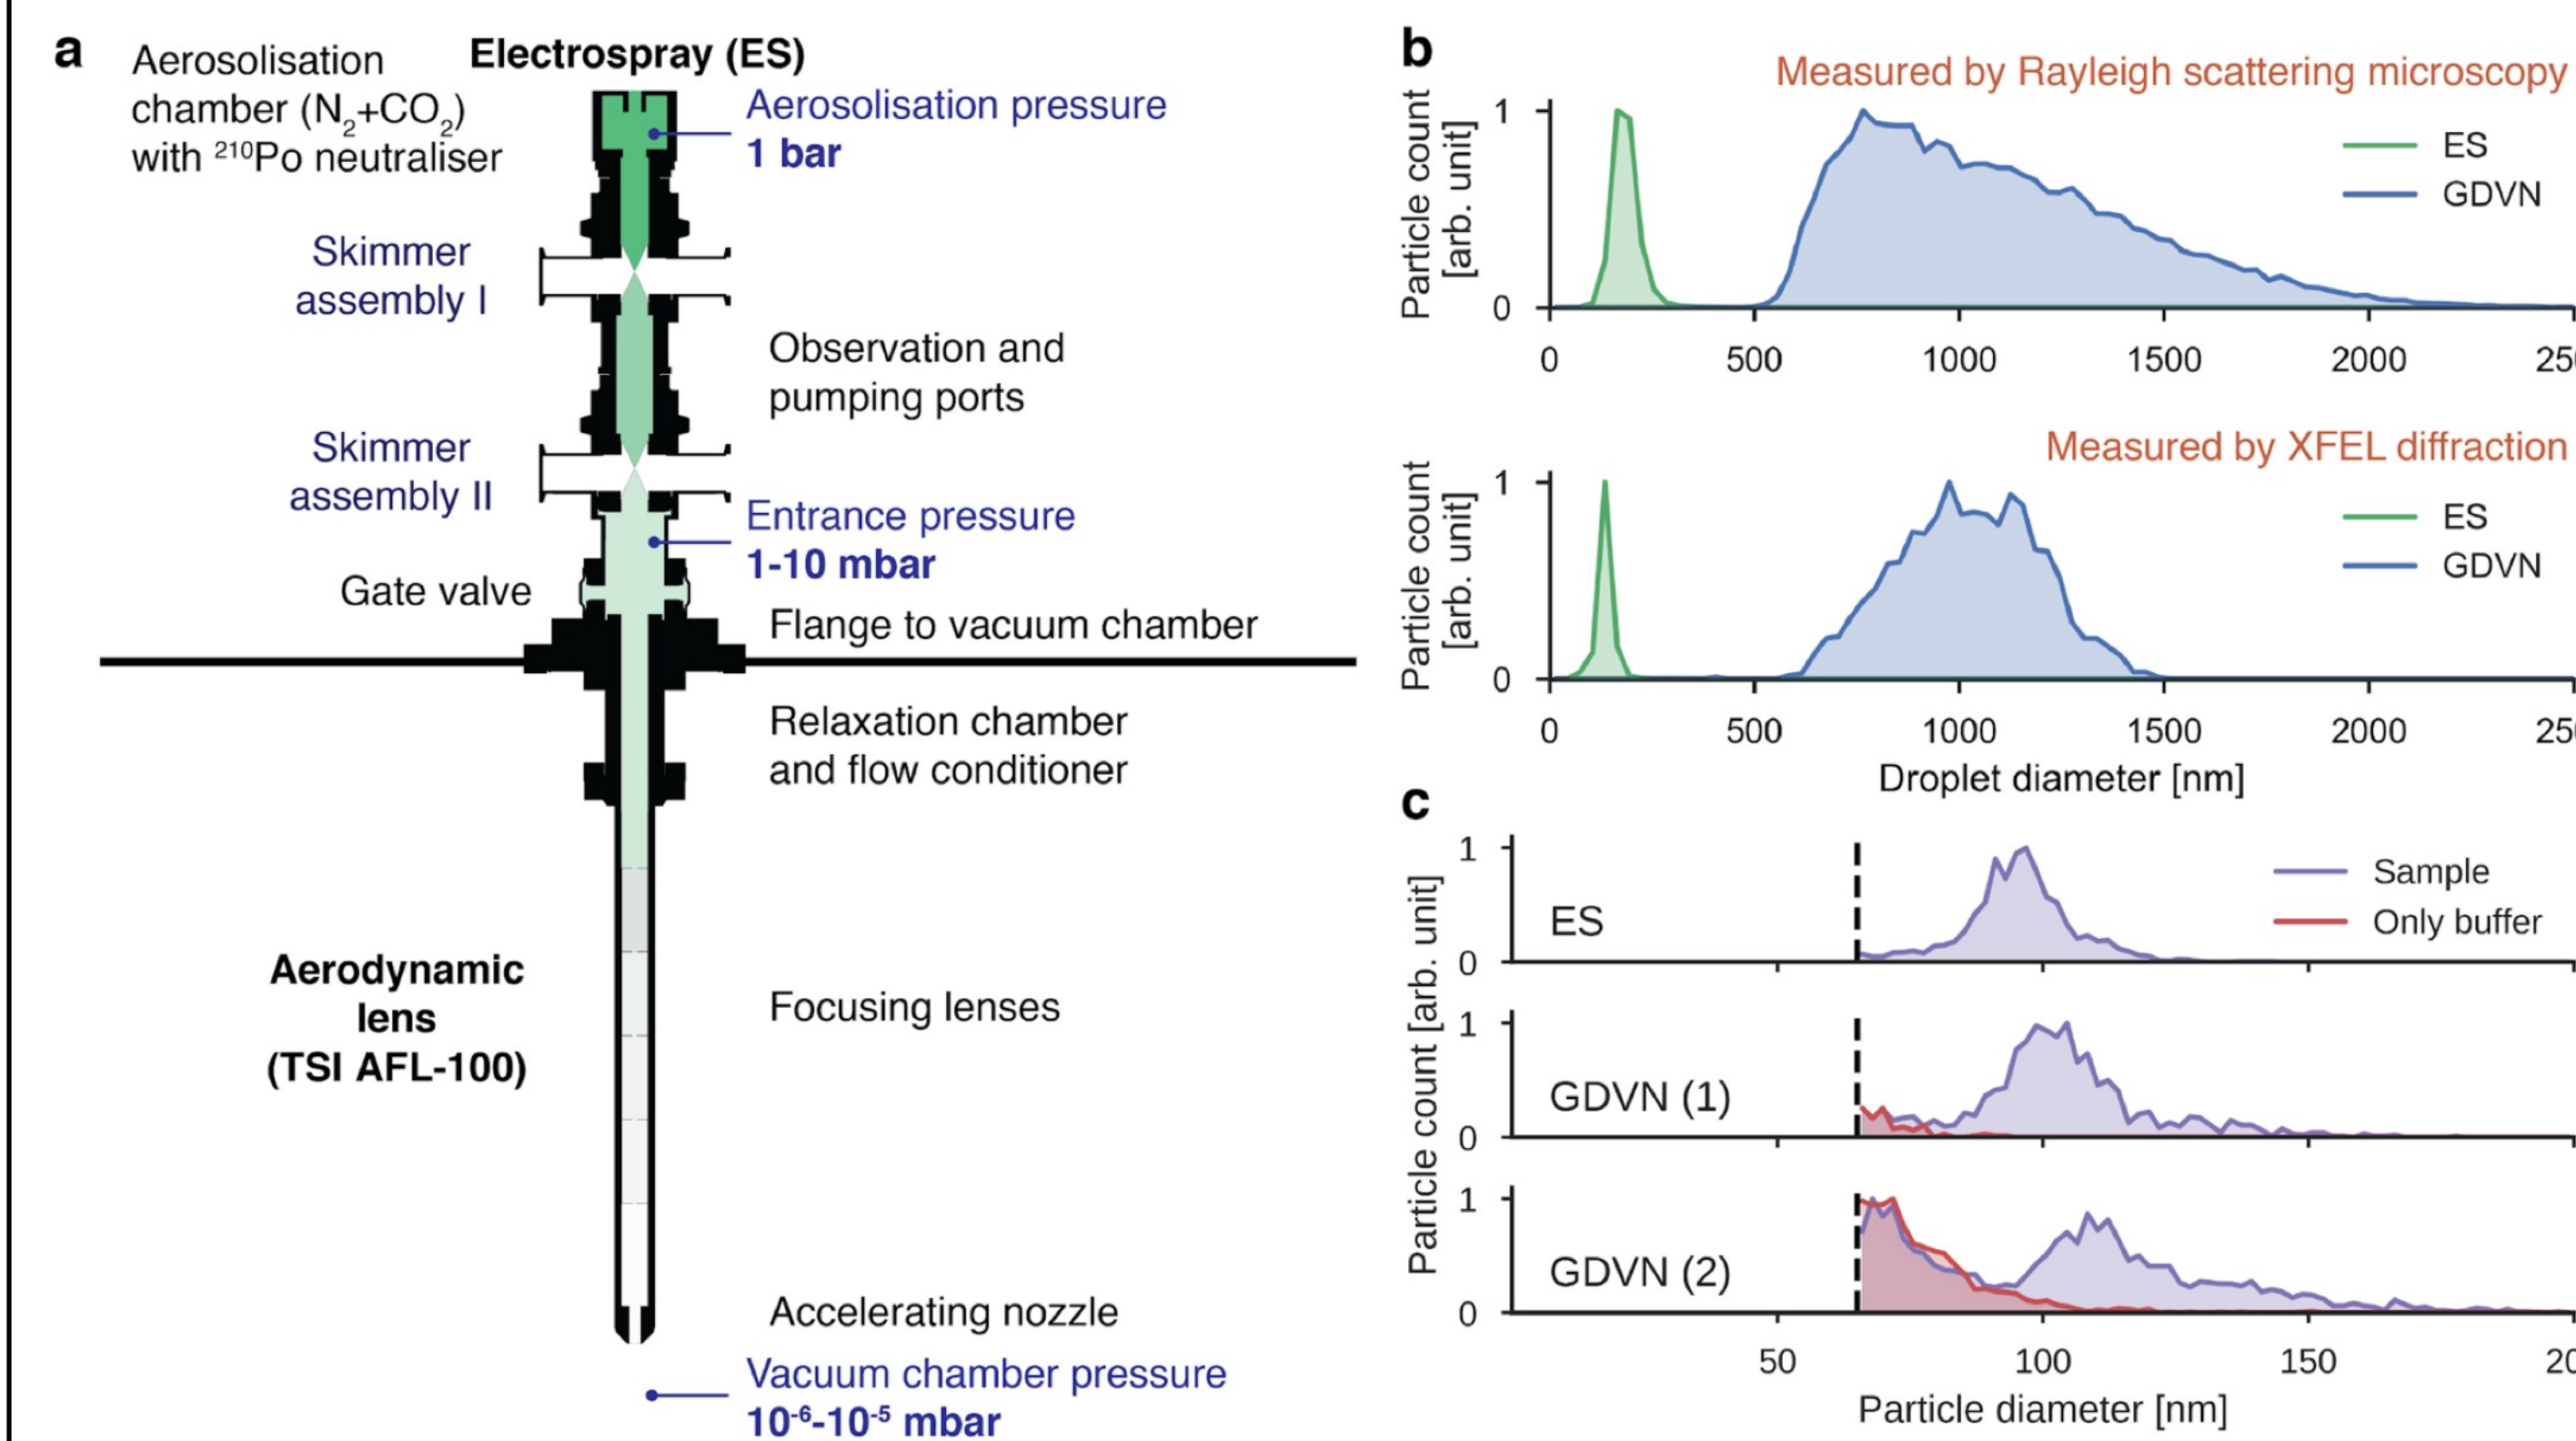 a
Aerosolisation
chamber (N₂+CO₂)
with ²¹⁰Po neutraliser
Electrospray (ES)
Aerosolisation pressure
1 bar
Skimmer
assembly I
Observation and
pumping ports
Skimmer
assembly II
Entrance pressure
1-10 mbar
Gate valve
Flange to vacuum chamber
Relaxation chamber
and flow conditioner
Aerodynamic
lens
(TSI AFL-100)
Focusing lenses
Accelerating nozzle
Vacuum chamber pressure
10⁻⁶-10⁻⁵ mbar
b
Measured by Rayleigh scattering microscopy
Particle count
[arb. unit]
1
0
ES
GDVN
0 500 1000 1500 2000 25
Measured by XFEL diffraction
Particle count
[arb. unit]
1
0
ES
GDVN
0 500 1000 1500 2000 25
Droplet diameter [nm]
c
Particle count [arb. unit]
1
0
ES
Sample
Only buffer
1
0
GDVN (1)
1
0
GDVN (2)
50 100 150 20
Particle diameter [nm]